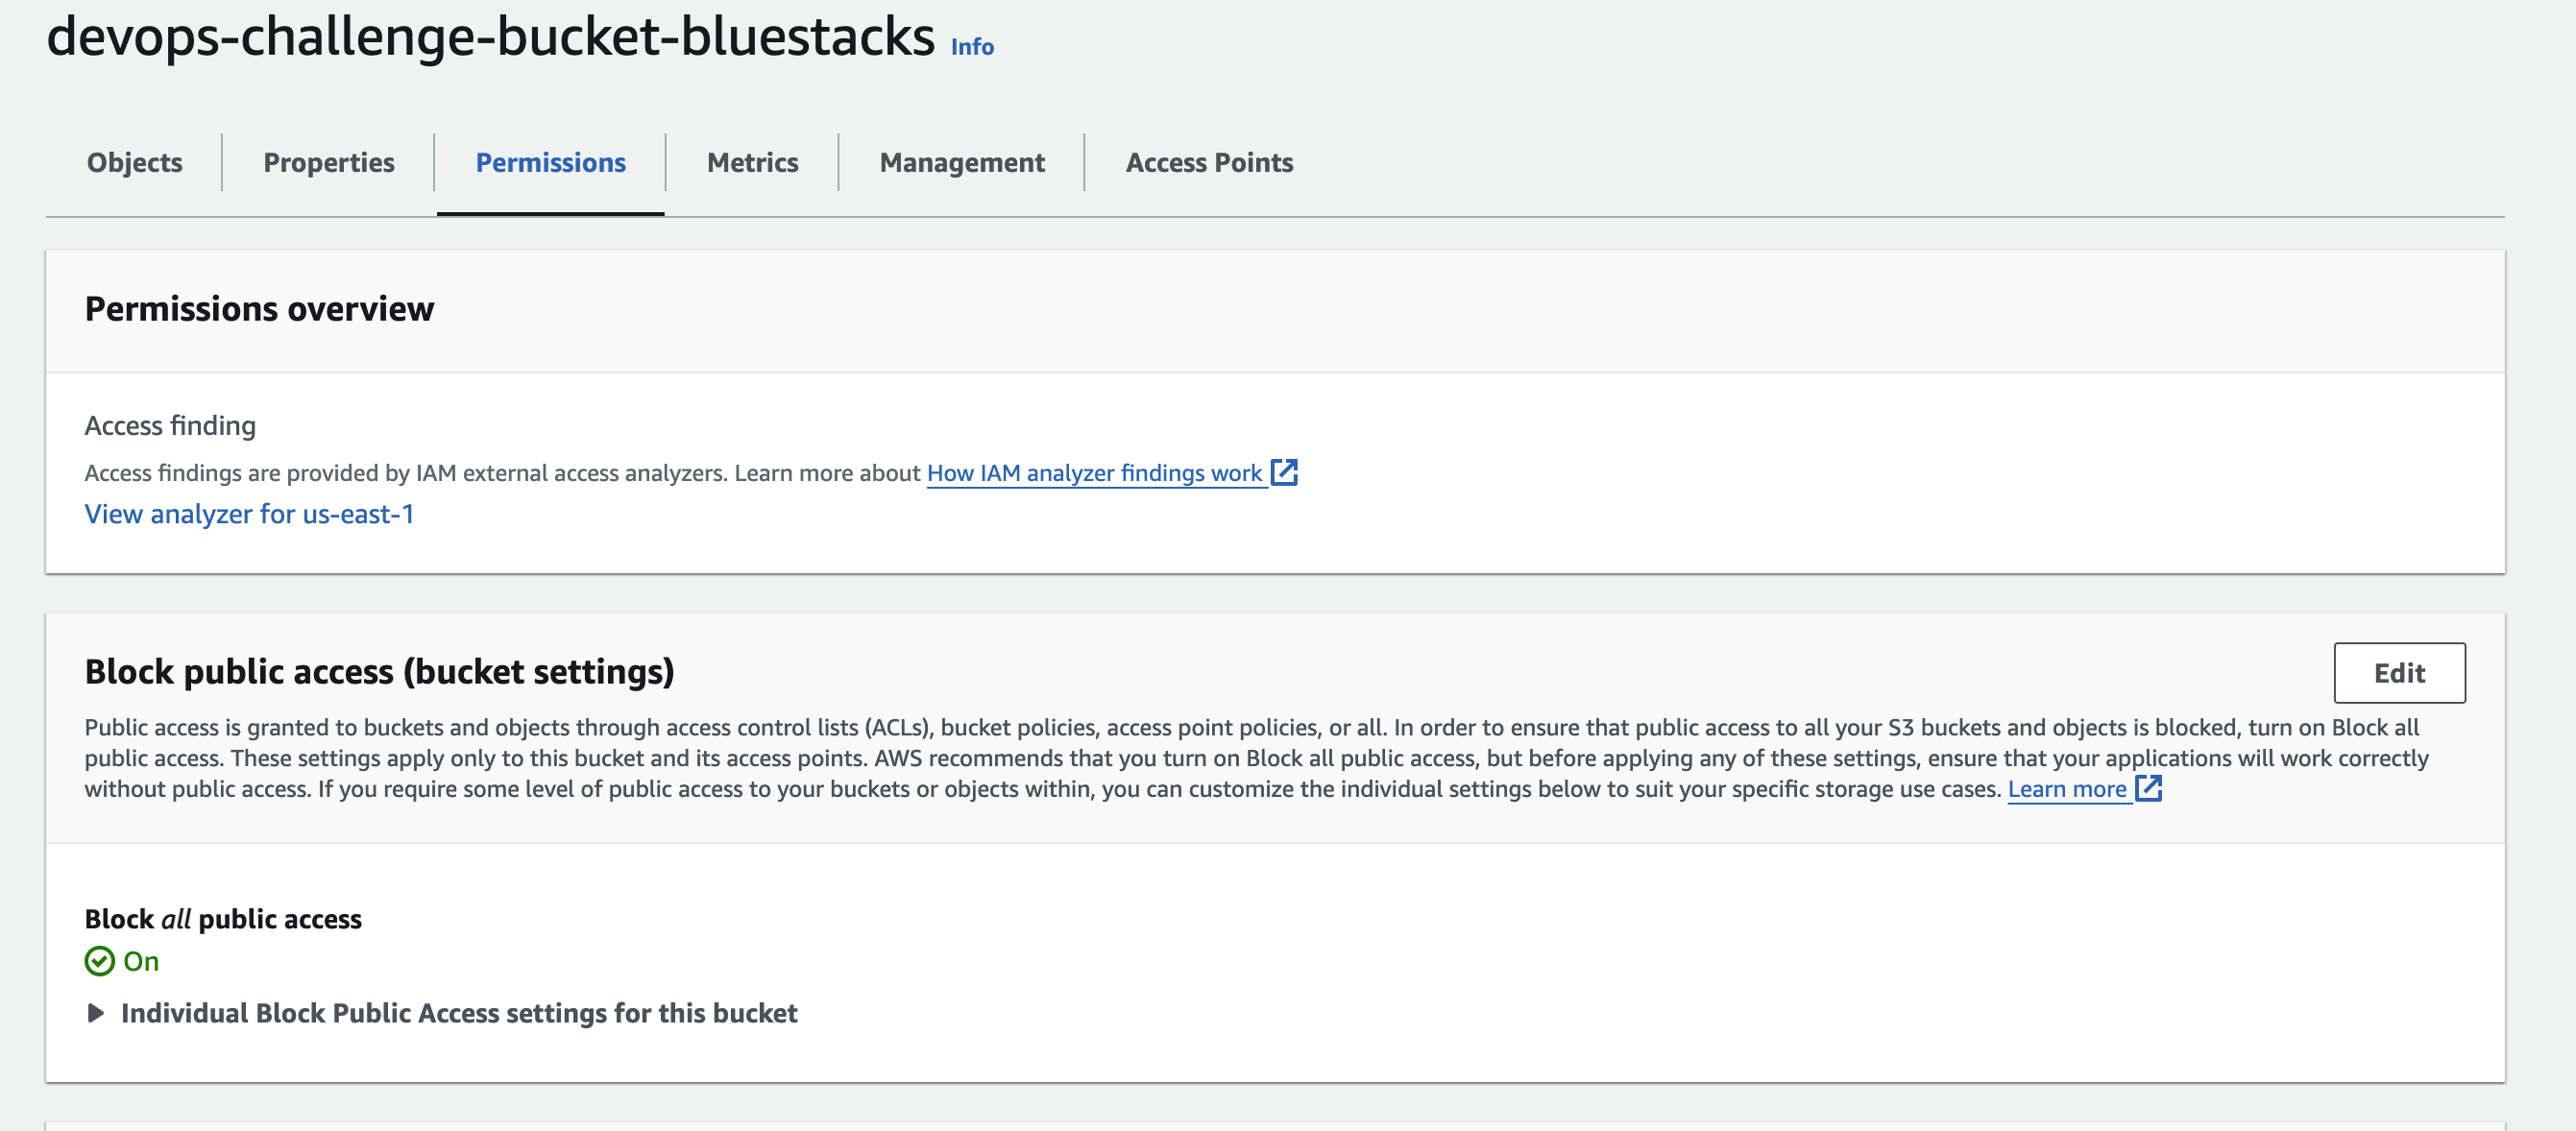 devops-challenge-bucket-bluestacks Info
Objects Properties Permissions Metrics Management Access Points
Permissions overview
Access finding
Access findings are provided by IAM external access analyzers. Learn more about How IAM analyzer findings work
View analyzer for us-east-1
Block public access (bucket settings) Edit
Public access is granted to buckets and objects through access control lists (ACLs), bucket policies, access point policies, or all. In order to ensure that public access to all your S3 buckets and objects is blocked, turn on Block all
public access. These settings apply only to this bucket and its access points. AWS recommends that you turn on Block all public access, but before applying any of these settings, ensure that your applications will work correctly
without public access. If you require some level of public access to your buckets or objects within, you can customize the individual settings below to suit your specific storage use cases. Learn more
Block all public access
On
Individual Block Public Access settings for this bucket